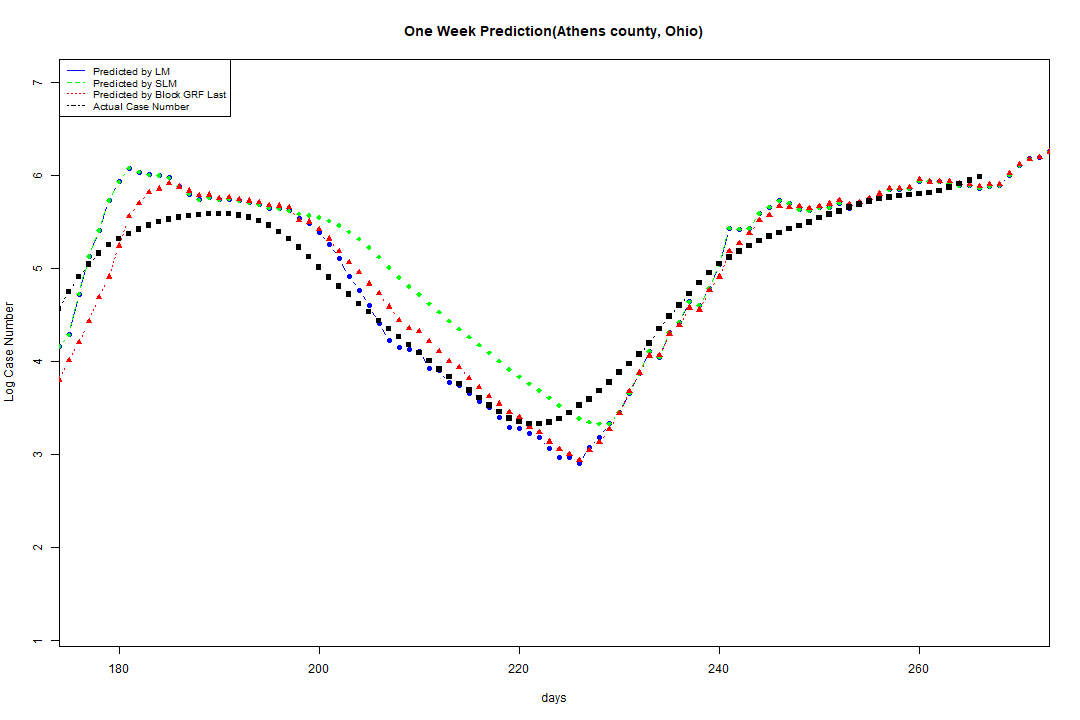 One Week Prediction(Athens county, Ohio)
Predicted by LM
Predicted by SLM
Predicted by Block GRF Last
Actual Case Number
Log Case Number
7
6
5
4
3
2
1
180 200 220 240 260
days